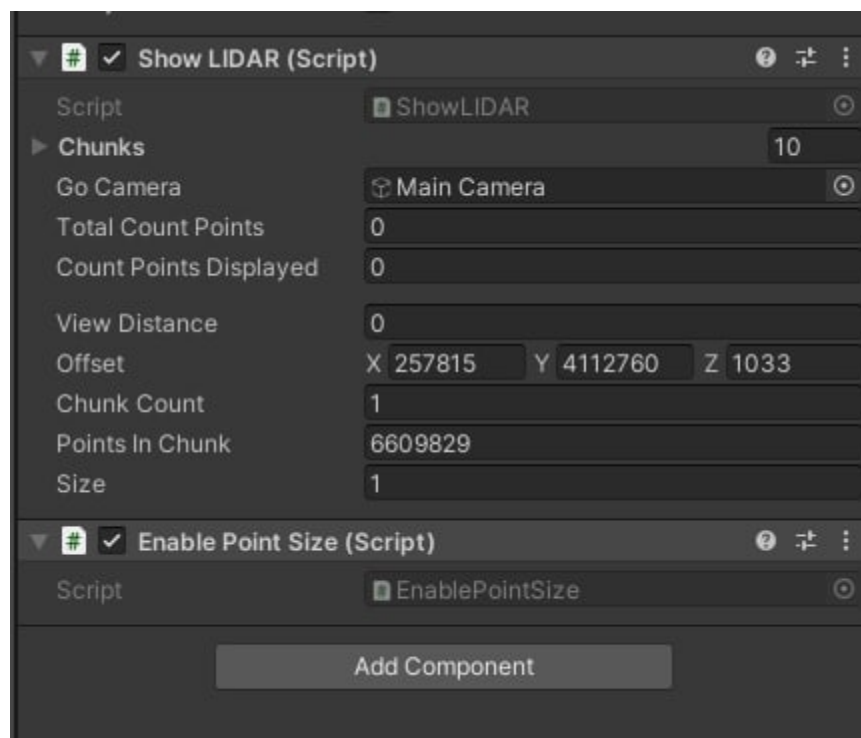 Show LIDAR (Script)
Script ShowLIDAR
Chunks 10
Go Camera Main Camera
Total Count Points 0
Count Points Displayed 0
View Distance 0
Offset X 257815 Y 4112760 Z 1033
Chunk Count 1
Points In Chunk 6609829
Size 1
# Enable Point Size (Script)
Script EnablePointSize
Add Component